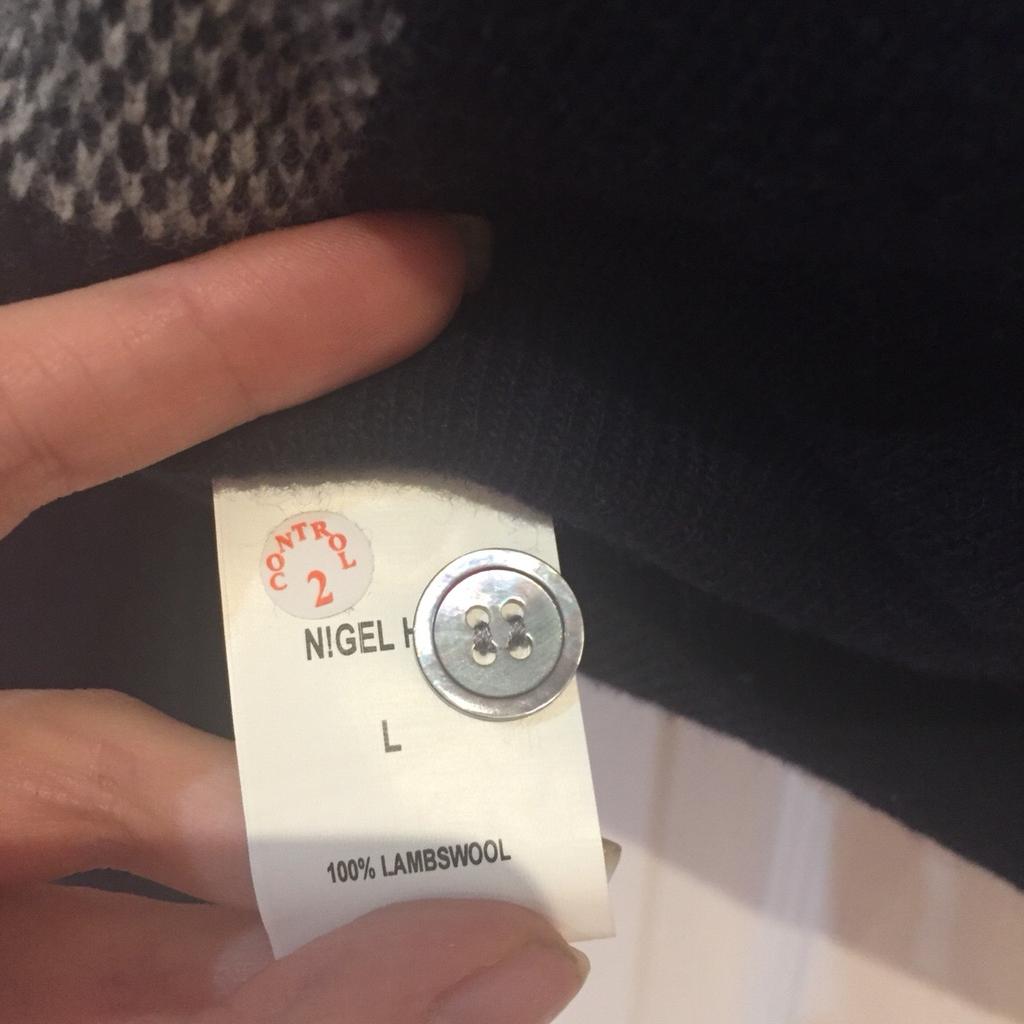 CONTROL
2
N!GEL H
L
100% LAMBSWOOL